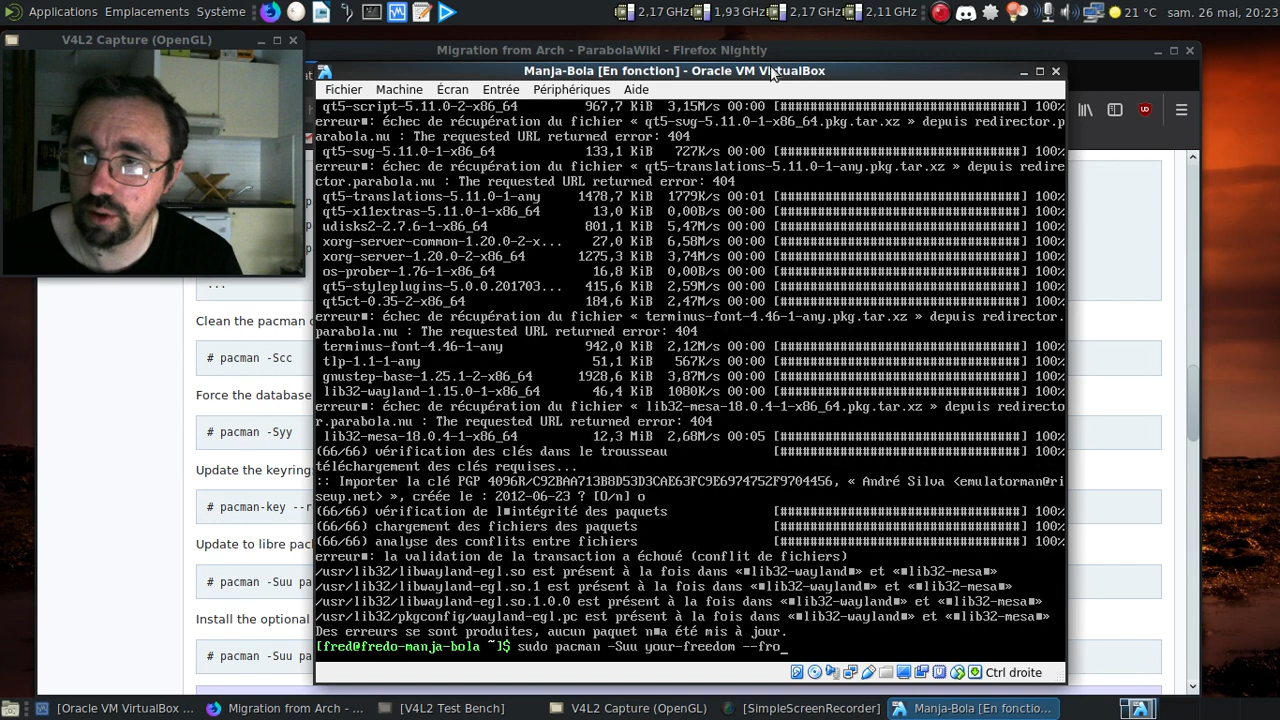 Applications Emplacements Système 2,17 GHz 1,93 GHz 2,17 GHz 2,11 GHz 21 °C sam. 26 mai, 20:23
V4L2 Capture (OpenGL)
Migration from Arch - ParabolaWiki - Firefox Nightly
Manja-Bola [En fonction] - Oracle VM VirtualBox
Fichier Machine Écran Entrée Périphériques Aide
qt5-script-5.11.0-2-x86_64 967,7 KiB 3,15M/s 00:00 [##################################] 100%
erreur■: échec de récupération du fichier « qt5-svg-5.11.0-1-x86_64.pkg.tar.xz » depuis redirector.p
arabola.nu : The requested URL returned error: 404
qt5-svg-5.11.0-1-x86_64 133,1 KiB 727K/s 00:00 [##################################] 100%
erreur■: échec de récupération du fichier « qt5-translations-5.11.0-1-any.pkg.tar.xz » depuis redire
ctor.parabola.nu : The requested URL returned error: 404
qt5-translations-5.11.0-1-any 1478,7 KiB 1779K/s 00:01 [##################################] 100%
qt5-x11extras-5.11.0-1-x86_64 13,0 KiB 0,00B/s 00:00 [##################################] 100%
udisks2-2.7.6-1-x86_64 801,1 KiB 5,47M/s 00:00 [##################################] 100%
xorg-server-common-1.20.0-2-x... 27,0 KiB 6,58M/s 00:00 [##################################] 100%
xorg-server-1.20.0-2-x86_64 1275,3 KiB 3,74M/s 00:00 [##################################] 100%
os-prober-1.76-1-x86_64 16,8 KiB 0,00B/s 00:00 [##################################] 100%
qt5-styleplugins-5.0.0.201703... 415,6 KiB 2,59M/s 00:00 [##################################] 100%
qt5ct-0.35-2-x86_64 184,6 KiB 2,47M/s 00:00 [##################################] 100%
erreur■: échec de récupération du fichier « terminus-font-4.46-1-any.pkg.tar.xz » depuis redirector.
parabola.nu : The requested URL returned error: 404
terminus-font-4.46-1-any 942,0 KiB 2,12M/s 00:00 [##################################] 100%
tlp-1.1-1-any 51,1 KiB 567K/s 00:00 [##################################] 100%
gnustep-base-1.25.1-2-x86_64 1928,6 KiB 3,87M/s 00:00 [##################################] 100%
lib32-wayland-1.15.0-1-x86_64 46,4 KiB 1080K/s 00:00 [##################################] 100%
erreur■: échec de récupération du fichier « lib32-mesa-18.0.4-1-x86_64.pkg.tar.xz » depuis redirecto
r.parabola.nu : The requested URL returned error: 404
lib32-mesa-18.0.4-1-x86_64 12,3 MiB 2,68M/s 00:05 [##################################] 100%
(66/66) vérification des clés dans le trousseau [##################################] 100%
téléchargement des clés requises...
:: Importer la clé PGP 4096R/C92BAA713B8D53D3CAE63FC9E6974752F9704456, « André Silva <emulatorman@ri
seup.net> », créée le : 2012-06-23 ? [O/n] o
(66/66) vérification de l■intégrité des paquets [##################################] 100%
(66/66) chargement des fichiers des paquets [##################################] 100%
(66/66) analyse des conflits entre fichiers [##################################] 100%
erreur■: la validation de la transaction a échoué (conflit de fichiers)
/usr/lib32/libwayland-egl.so est présent à la fois dans «■lib32-wayland■» et «■lib32-mesa■»
/usr/lib32/libwayland-egl.so.1 est présent à la fois dans «■lib32-wayland■» et «■lib32-mesa■»
/usr/lib32/libwayland-egl.so.1.0.0 est présent à la fois dans «■lib32-wayland■» et «■lib32-mesa■»
/usr/lib32/pkgconfig/wayland-egl.pc est présent à la fois dans «■lib32-wayland■» et «■lib32-mesa■»
Des erreurs se sont produites, aucun paquet n■a été mis à jour.
[fred@fredo-manja-bola ~]$ sudo pacman -Suu your-freedom --fro_
Ctrl droite
...
Clean the pacman
# pacman -Scc
Force the database
# pacman -Syy
Update the keyring
# pacman-key --r
Update to libre pac
# pacman -Suu pa
Install the optional
# pacman -Suu pa
[Oracle VM VirtualBox ... Migration from Arch - ... [V4L2 Test Bench] V4L2 Capture (OpenGL) [SimpleScreenRecorder] Manja-Bola [En fonctio...